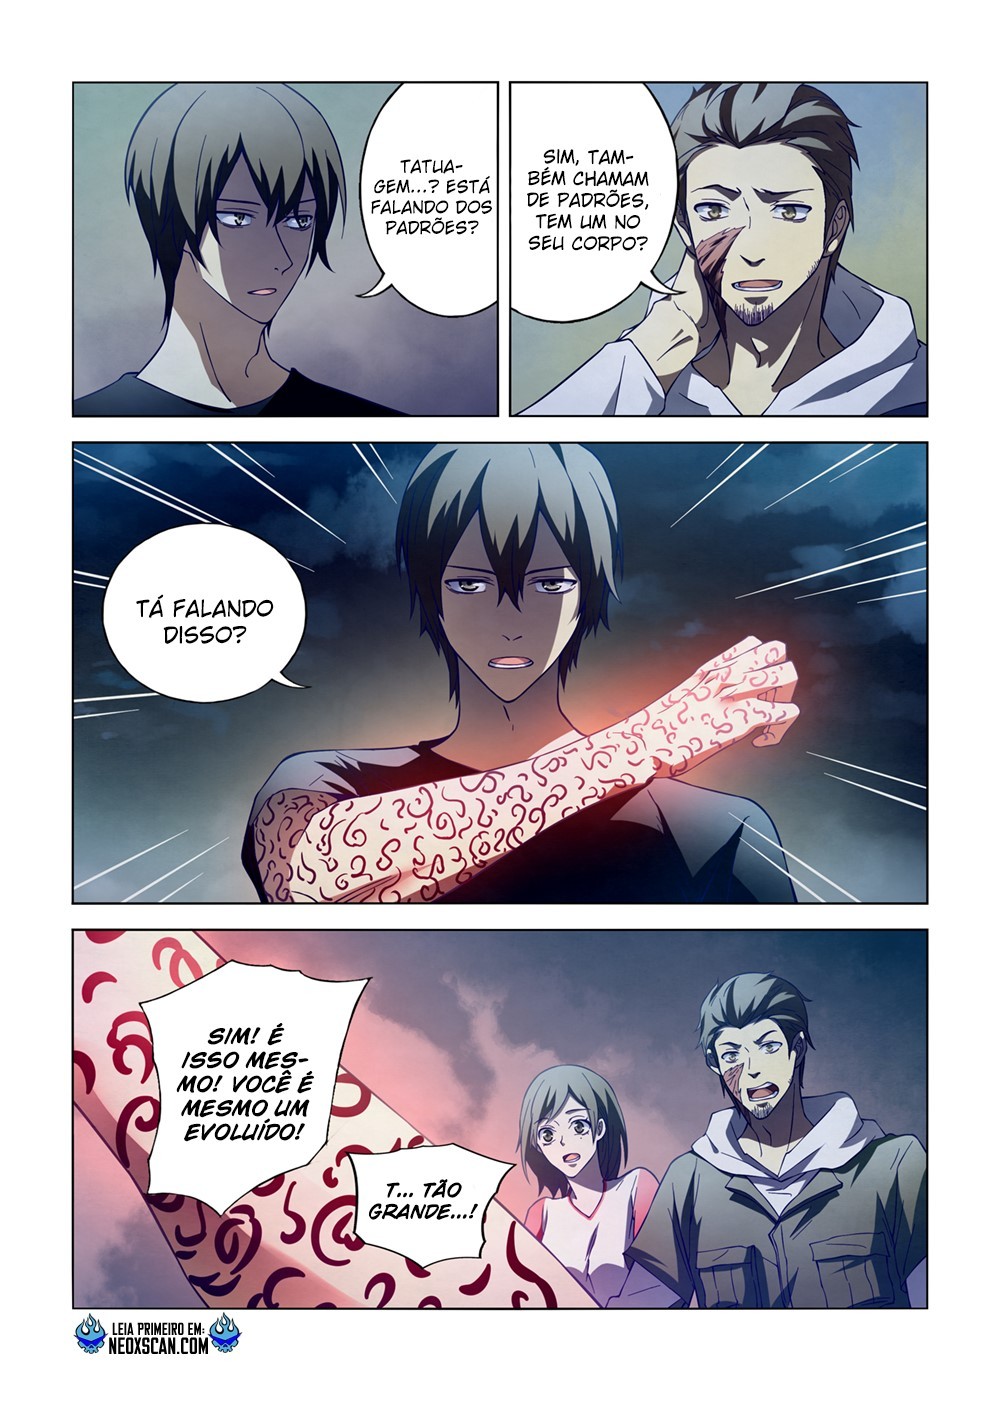 TATUA-
GEM...? ESTÁ
FALANDO DOS
PADRÕES?
SIM, TAM-
BÉM CHAMAM
DE PADRÕES,
TEM UM NO
SEU CORPO?
TÁ FALANDO
DISSO?
SIM! É
ISSO MES-
MO! VOCÊ É
MESMO UM
EVOLUÍDO!
T... TÃO
GRANDE...!
LEIA PRIMEIRO EM:
NEOXSCAN.COM